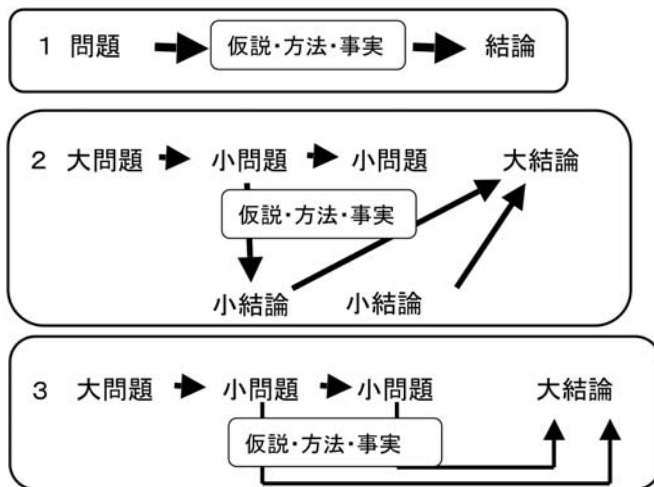 1 問題 仮説・方法・事実 結論
2 大問題 小問題 小問題 大結論
仮説・方法・事実
小結論 小結論
3 大問題 小問題 小問題 大結論
仮説・方法・事実